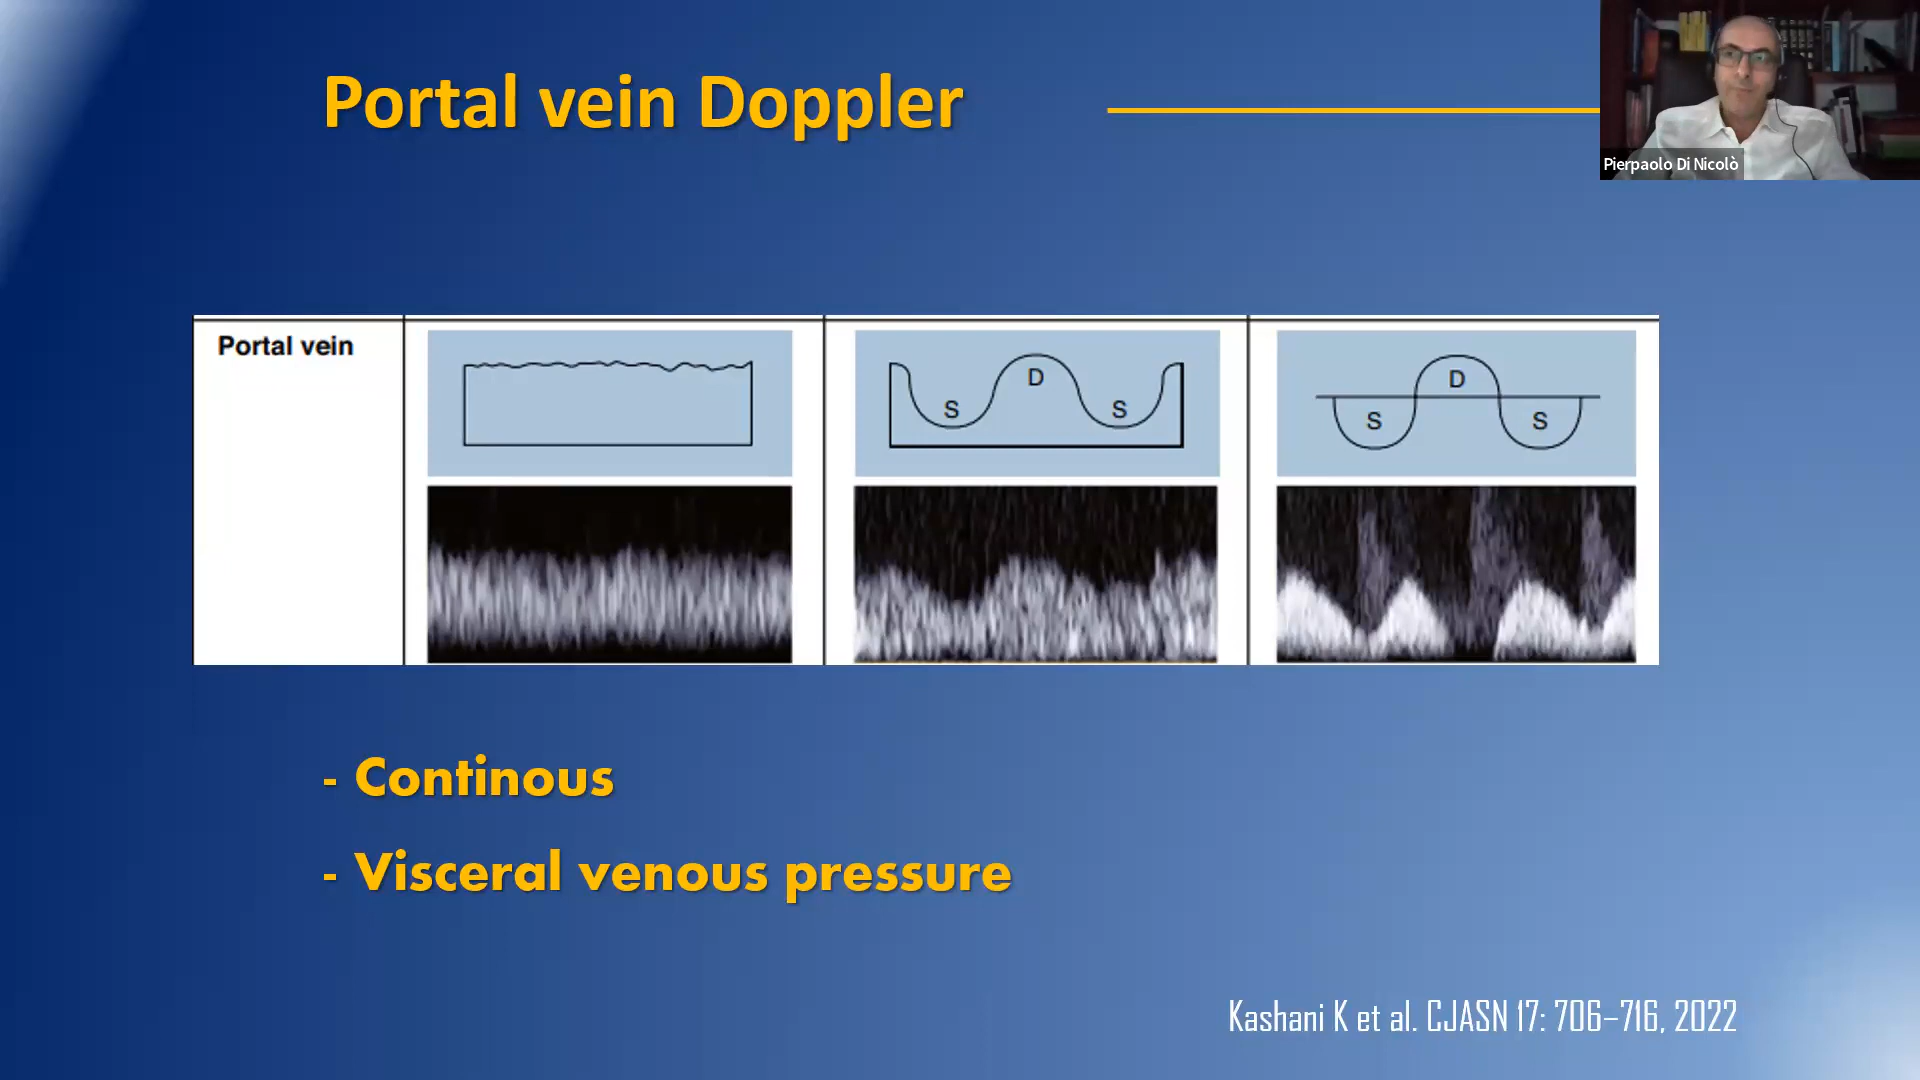 Portal vein Doppler
Pierpaolo Di Nicolò
Portal vein
D
S
S
D
S
S
- Continous
- Visceral venous pressure
Kashani K et al. CJASN 17: 706–716, 2022